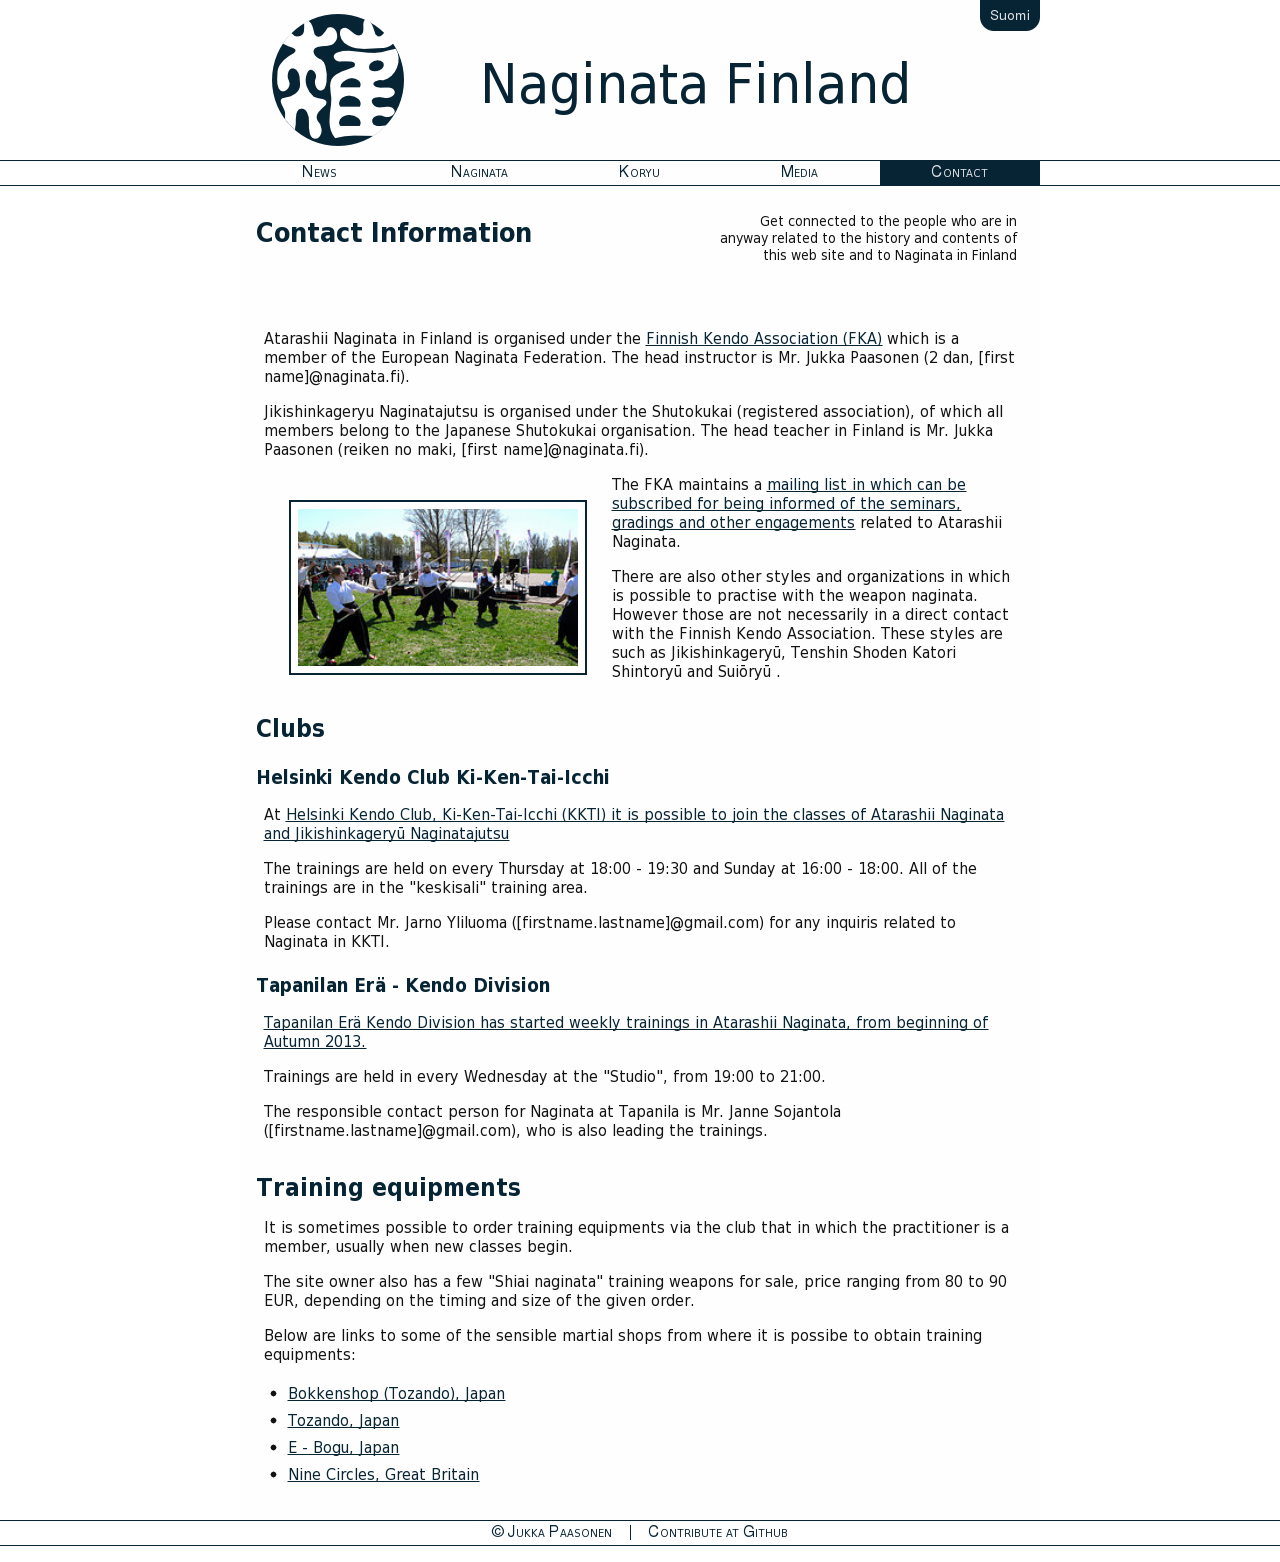 Suomi
Naginata Finland
News Naginata Koryu Media Contact
Contact Information
Get connected to the people who are in
anyway related to the history and contents of
this web site and to Naginata in Finland
Atarashii Naginata in Finland is organised under the Finnish Kendo Association (FKA) which is a
member of the European Naginata Federation. The head instructor is Mr. Jukka Paasonen (2 dan, [first
name]@naginata.fi).
Jikishinkageryu Naginatajutsu is organised under the Shutokukai (registered association), of which all
members belong to the Japanese Shutokukai organisation. The head teacher in Finland is Mr. Jukka
Paasonen (reiken no maki, [first name]@naginata.fi).
The FKA maintains a mailing list in which can be
subscribed for being informed of the seminars,
gradings and other engagements related to Atarashii
Naginata.
There are also other styles and organizations in which
is possible to practise with the weapon naginata.
However those are not necessarily in a direct contact
with the Finnish Kendo Association. These styles are
such as Jikishinkageryū, Tenshin Shoden Katori
Shintoryū and Suiōryū .
Clubs
Helsinki Kendo Club Ki-Ken-Tai-Icchi
At Helsinki Kendo Club, Ki-Ken-Tai-Icchi (KKTI) it is possible to join the classes of Atarashii Naginata
and Jikishinkageryū Naginatajutsu
The trainings are held on every Thursday at 18:00 - 19:30 and Sunday at 16:00 - 18:00. All of the
trainings are in the "keskisali" training area.
Please contact Mr. Jarno Yliluoma ([firstname.lastname]@gmail.com) for any inquiris related to
Naginata in KKTI.
Tapanilan Erä - Kendo Division
Tapanilan Erä Kendo Division has started weekly trainings in Atarashii Naginata, from beginning of
Autumn 2013.
Trainings are held in every Wednesday at the "Studio", from 19:00 to 21:00.
The responsible contact person for Naginata at Tapanila is Mr. Janne Sojantola
([firstname.lastname]@gmail.com), who is also leading the trainings.
Training equipments
It is sometimes possible to order training equipments via the club that in which the practitioner is a
member, usually when new classes begin.
The site owner also has a few "Shiai naginata" training weapons for sale, price ranging from 80 to 90
EUR, depending on the timing and size of the given order.
Below are links to some of the sensible martial shops from where it is possibe to obtain training
equipments:
• Bokkenshop (Tozando), Japan
• Tozando, Japan
• E - Bogu, Japan
• Nine Circles, Great Britain
© Jukka Paasonen | Contribute at Github